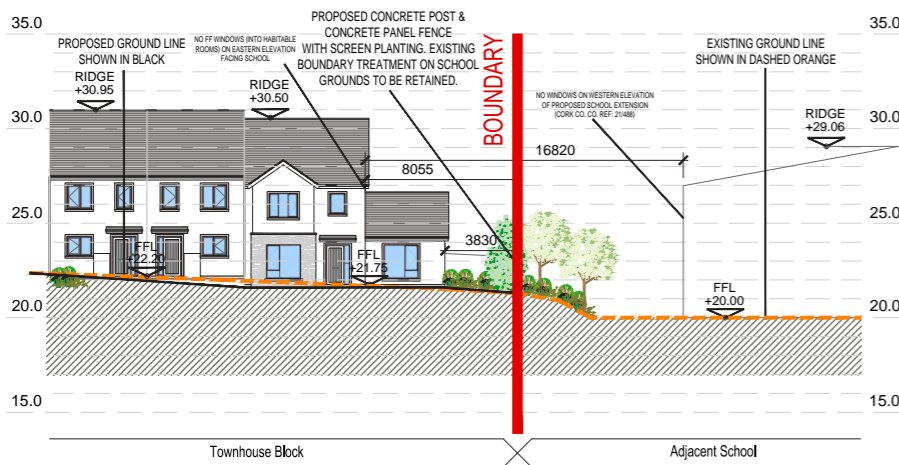 35.0
30.0
25.0
20.0
15.0
PROPOSED GROUND LINE
SHOWN IN BLACK
RIDGE
+30.95
NO FF WINDOWS (INTO HABITABLE
ROOMS) ON EASTERN ELEVATION
FACING SCHOOL
RIDGE
+30.50
PROPOSED CONCRETE POST &
CONCRETE PANEL FENCE
WITH SCREEN PLANTING. EXISTING
BOUNDARY TREATMENT ON SCHOOL
GROUNDS TO BE RETAINED.
BOUNDARY
EXISTING GROUND LINE
SHOWN IN DASHED ORANGE
NO WINDOWS ON WESTERN ELEVATION
OF PROPOSED SCHOOL EXTENSION
(CORK CO. CO. REF: 21/488)
RIDGE
+29.06
16820
8055
3830
FFL
+22.20
FFL
+21.75
FFL
+20.00
35.0
30.0
25.0
20.0
15.0
Townhouse Block
Adjacent School